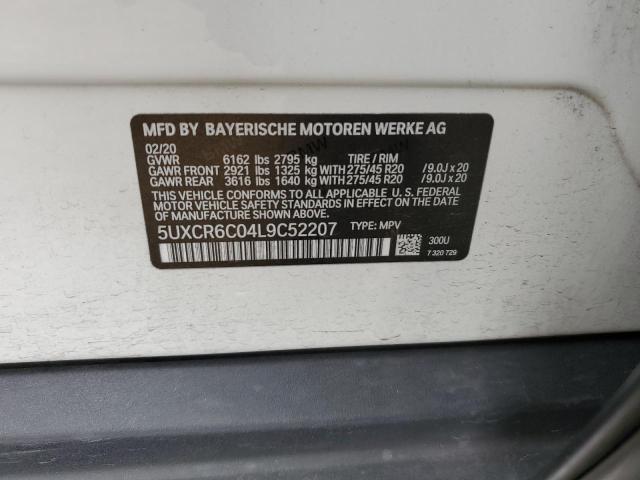 MFD BY BAYERISCHE MOTOREN WERKE AG
02/20
GVWR 6162 lbs 2795 kg TIRE / RIM
GAWR FRONT 2921 lbs 1325 kg WITH 275/45 R20 / 9.0J x 20
GAWR REAR 3616 lbs 1640 kg WITH 275/45 R20 / 9.0J x 20
THIS VEHICLE CONFORMS TO ALL APPLICABLE U. S. FEDERAL
MOTOR VEHICLE SAFETY STANDARDS IN EFFECT ON THE
DATE OF MANUFACTURE SHOWN ABOVE.
5UXCR6C04L9C52207 TYPE: MPV
300U
7 320 729